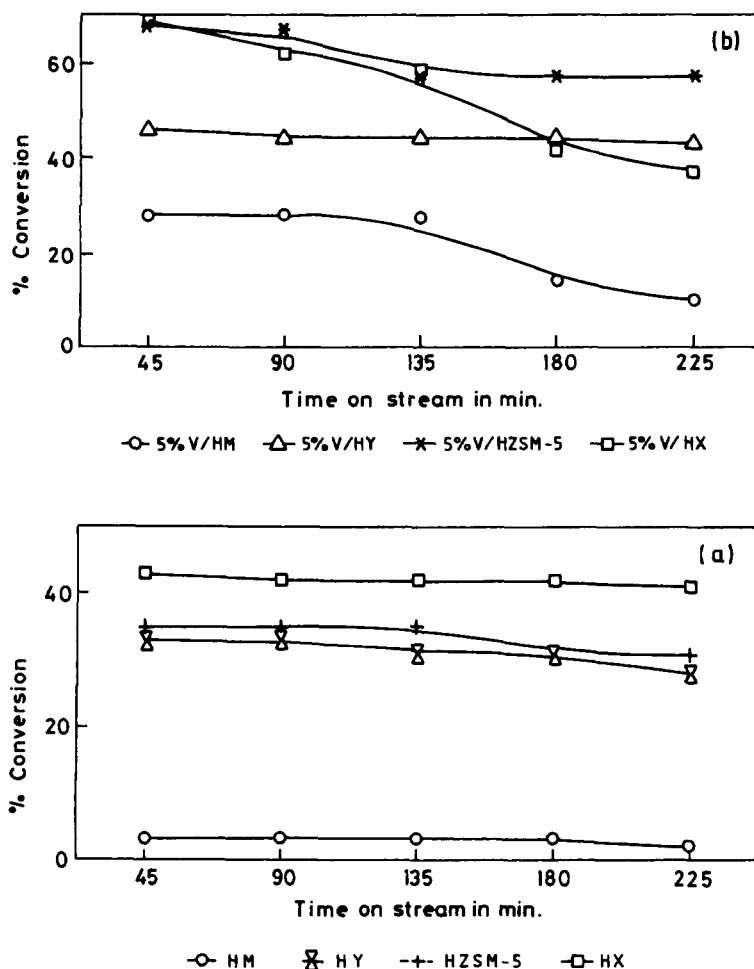 (b)
% Conversion
60
40
20
0
45 90 135 180 225
Time on stream in min.
5% V/HM 5% V/HY 5% V/HZSM-5 5% V/HX
(a)
% Conversion
40
20
0
45 90 135 180 225
Time on stream in min.
HM HY HZSM-5 HX